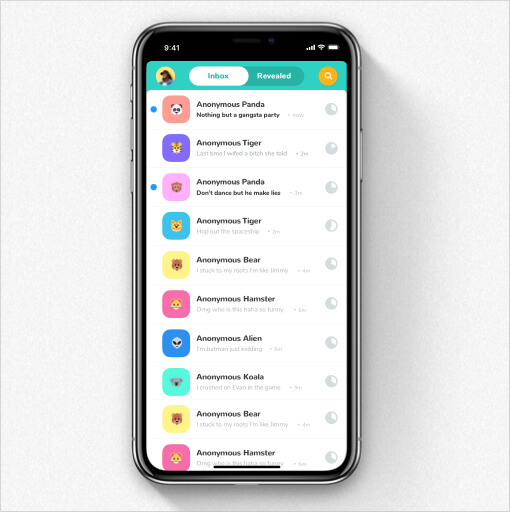 9:41
Inbox Revealed
Anonymous Panda
Nothing but a gangsta party • now
Anonymous Tiger
Last time I wifed a bitch she told • 2m
Anonymous Panda
Don't dance but he make lies • 2m
Anonymous Tiger
Hop out the spaceship • 2m
Anonymous Bear
I stuck to my roots I'm like Jimmy • 4m
Anonymous Hamster
Omg who is this haha so funny • 6m
Anonymous Alien
I'm batman just kidding • 8m
Anonymous Koala
I crushed on Evan in the game • 9m
Anonymous Bear
I stuck to my roots I'm like Jimmy • 4m
Anonymous Hamster
Omg who is this haha so funny • 6m